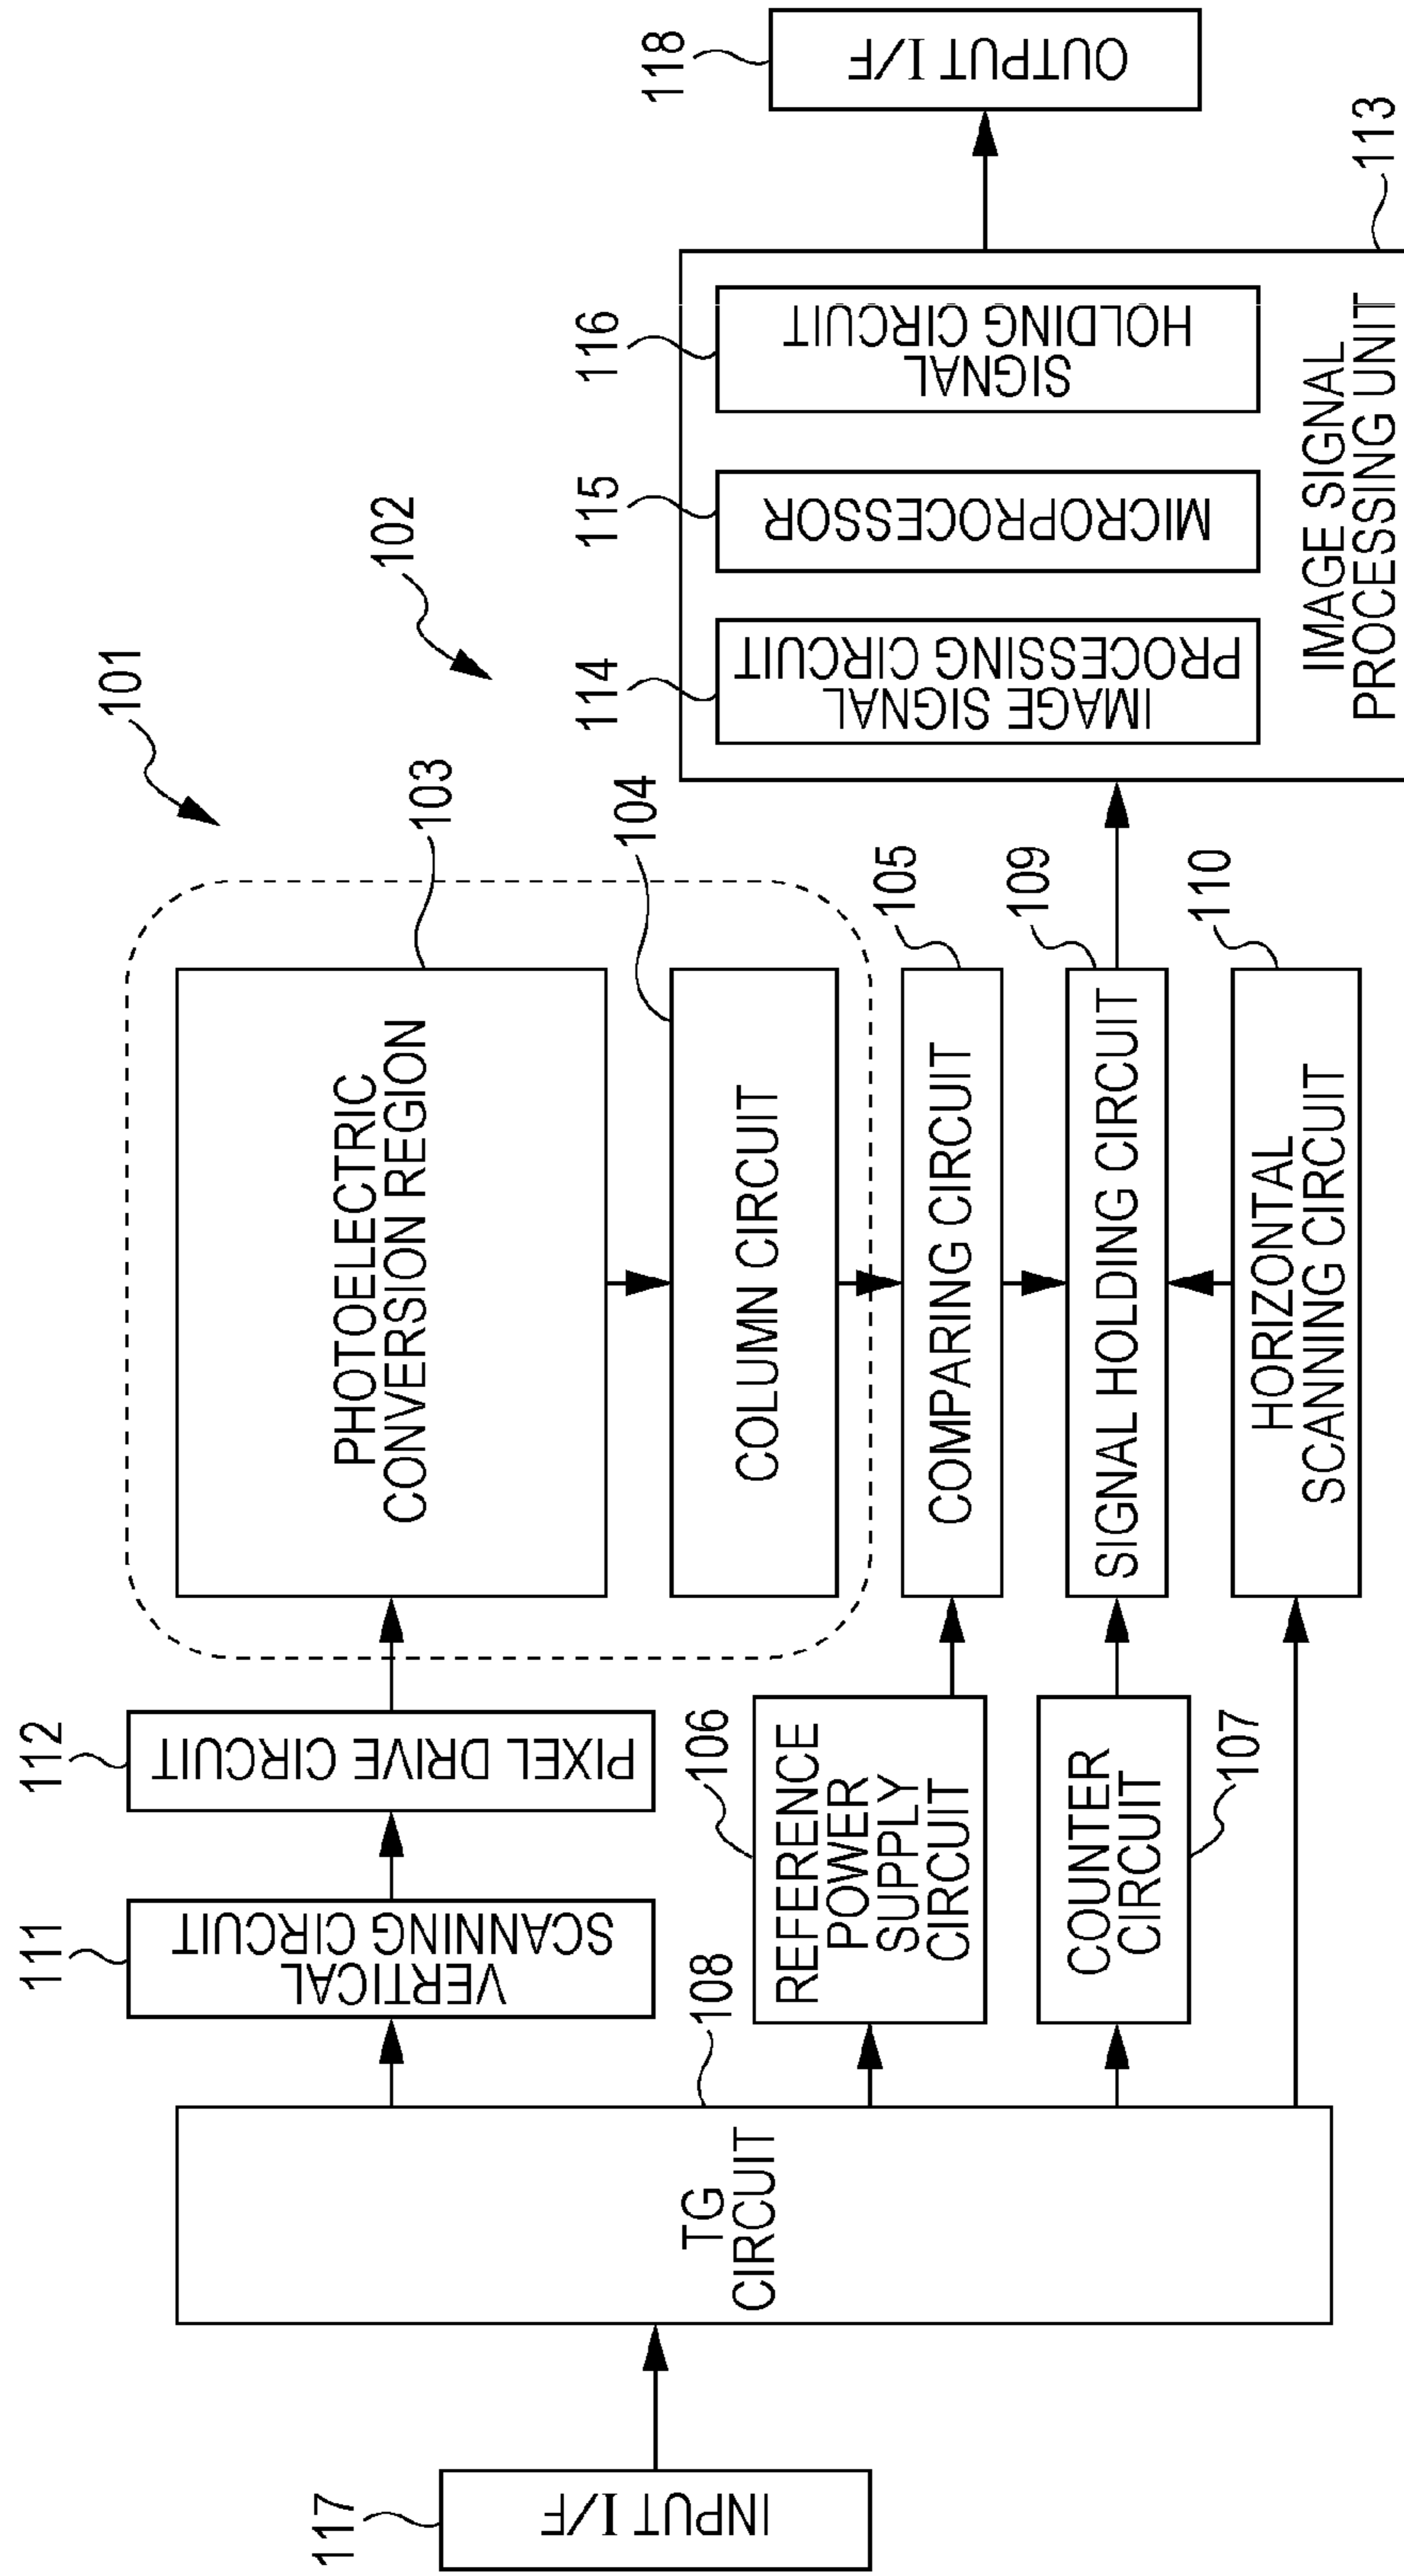 101
102
112
PIXEL DRIVE CIRCUIT
111
VERTICAL
SCANNING CIRCUIT
103
PHOTOELECTRIC
CONVERSION REGION
104
COLUMN CIRCUIT
117
INPUT I/F
108
TG
CIRCUIT
106
REFERENCE
POWER
SUPPLY
CIRCUIT
105
COMPARING CIRCUIT
107
COUNTER
CIRCUIT
109
SIGNAL HOLDING CIRCUIT
110
HORIZONTAL
SCANNING CIRCUIT
114
IMAGE SIGNAL
PROCESSING CIRCUIT
115
MICROPROCESSOR
116
SIGNAL
HOLDING CIRCUIT
IMAGE SIGNAL
PROCESSING UNIT
113
118
OUTPUT I/F